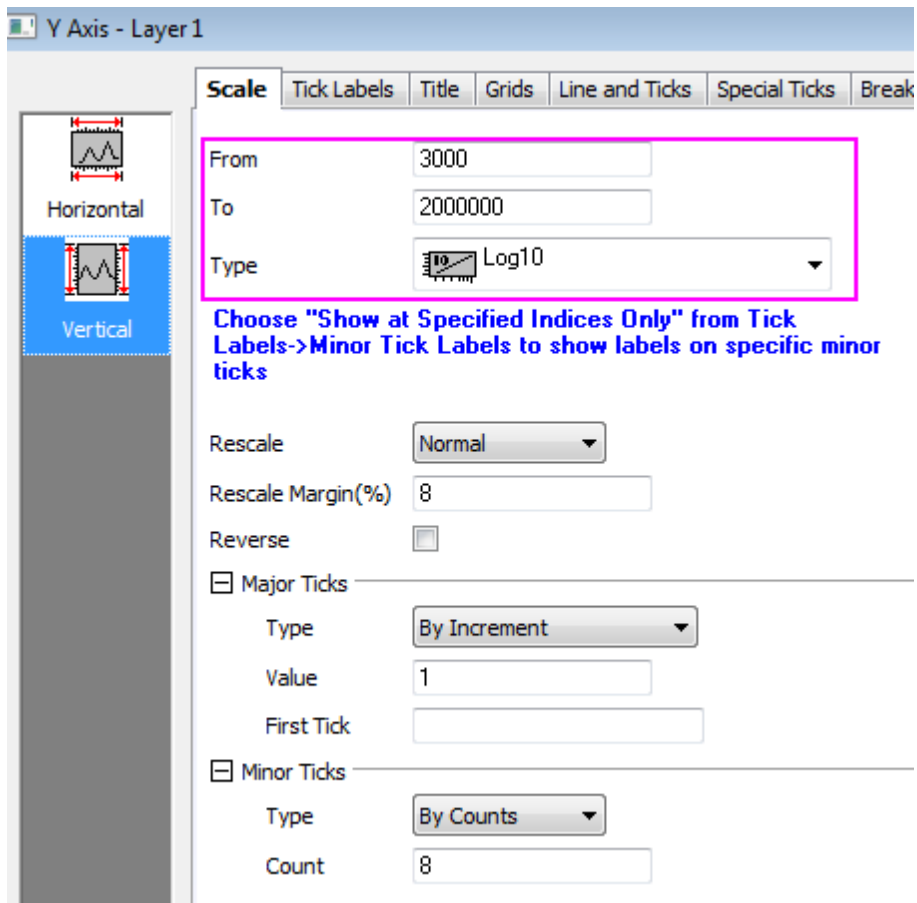 Y Axis - Layer 1
Scale Tick Labels Title Grids Line and Ticks Special Ticks Break
Horizontal
Vertical
From 3000
To 2000000
Type Log10
Choose "Show at Specified Indices Only" from Tick
Labels->Minor Tick Labels to show labels on specific minor
ticks
Rescale Normal
Rescale Margin(%) 8
Reverse
Major Ticks
Type By Increment
Value 1
First Tick
Minor Ticks
Type By Counts
Count 8